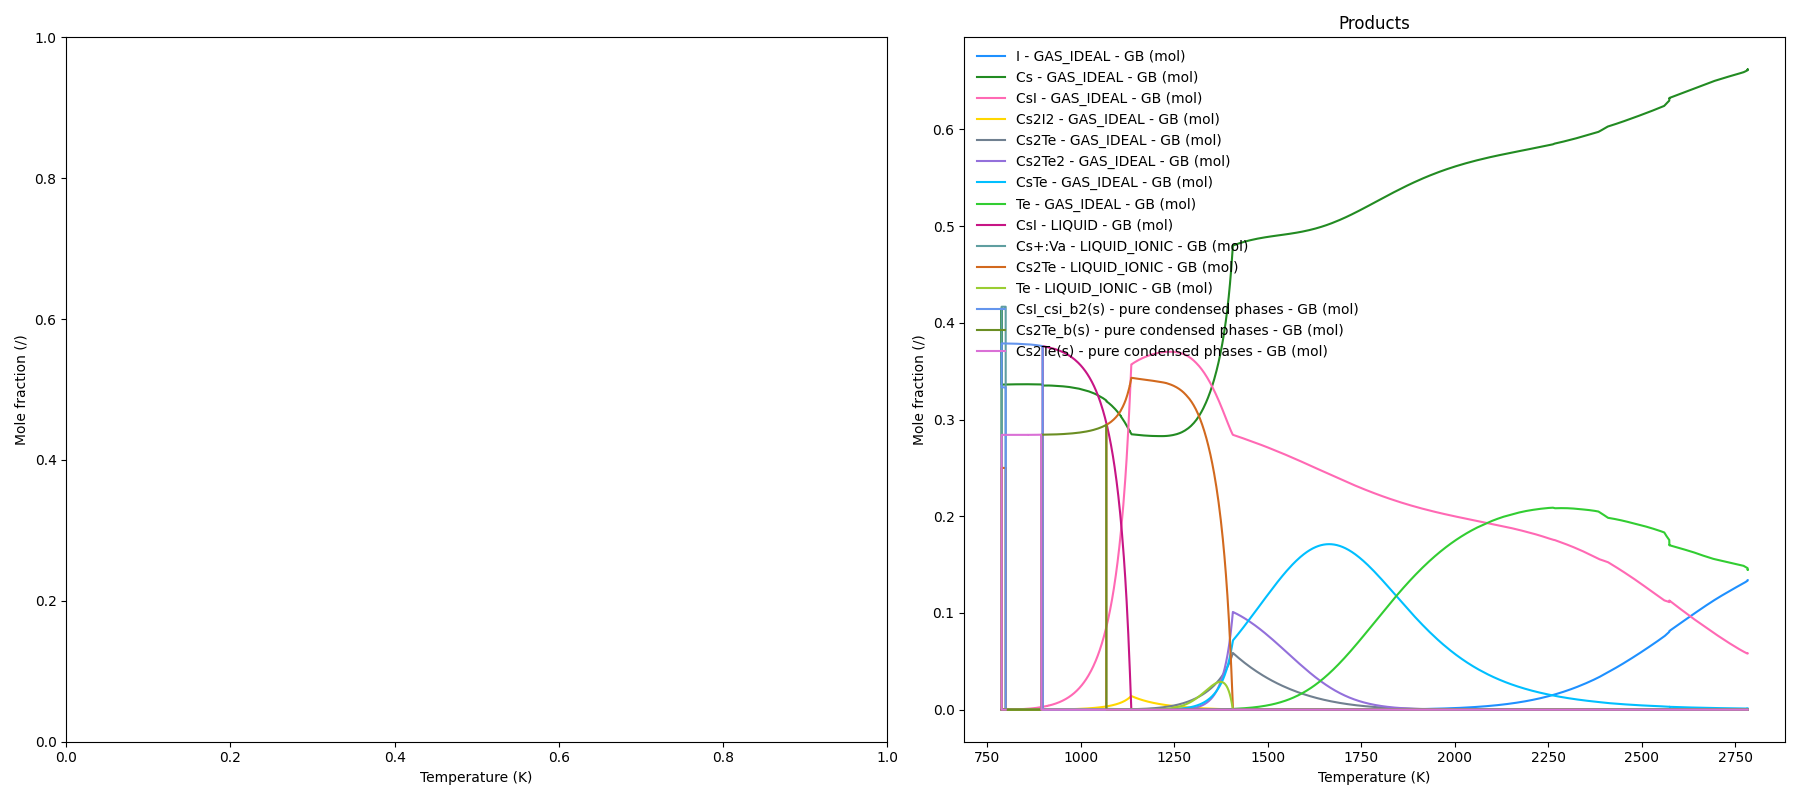 1.0
0.8
0.6
0.4
0.2
0.0
0.0 0.2 0.4 0.6 0.8 1.0
Temperature (K)
Mole fraction (/)
Products
I - GAS_IDEAL - GB (mol)
Cs - GAS_IDEAL - GB (mol)
CsI - GAS_IDEAL - GB (mol)
Cs2I2 - GAS_IDEAL - GB (mol)
Cs2Te - GAS_IDEAL - GB (mol)
Cs2Te2 - GAS_IDEAL - GB (mol)
CsTe - GAS_IDEAL - GB (mol)
Te - GAS_IDEAL - GB (mol)
CsI - LIQUID - GB (mol)
Cs+:Va - LIQUID_IONIC - GB (mol)
Cs2Te - LIQUID_IONIC - GB (mol)
Te - LIQUID_IONIC - GB (mol)
CsI_csi_b2(s) - pure condensed phases - GB (mol)
Cs2Te_b(s) - pure condensed phases - GB (mol)
Cs2Te(s) - pure condensed phases - GB (mol)
0.6
0.5
0.4
0.3
0.2
0.1
0.0
750 1000 1250 1500 1750 2000 2250 2500 2750
Temperature (K)
Mole fraction (/)